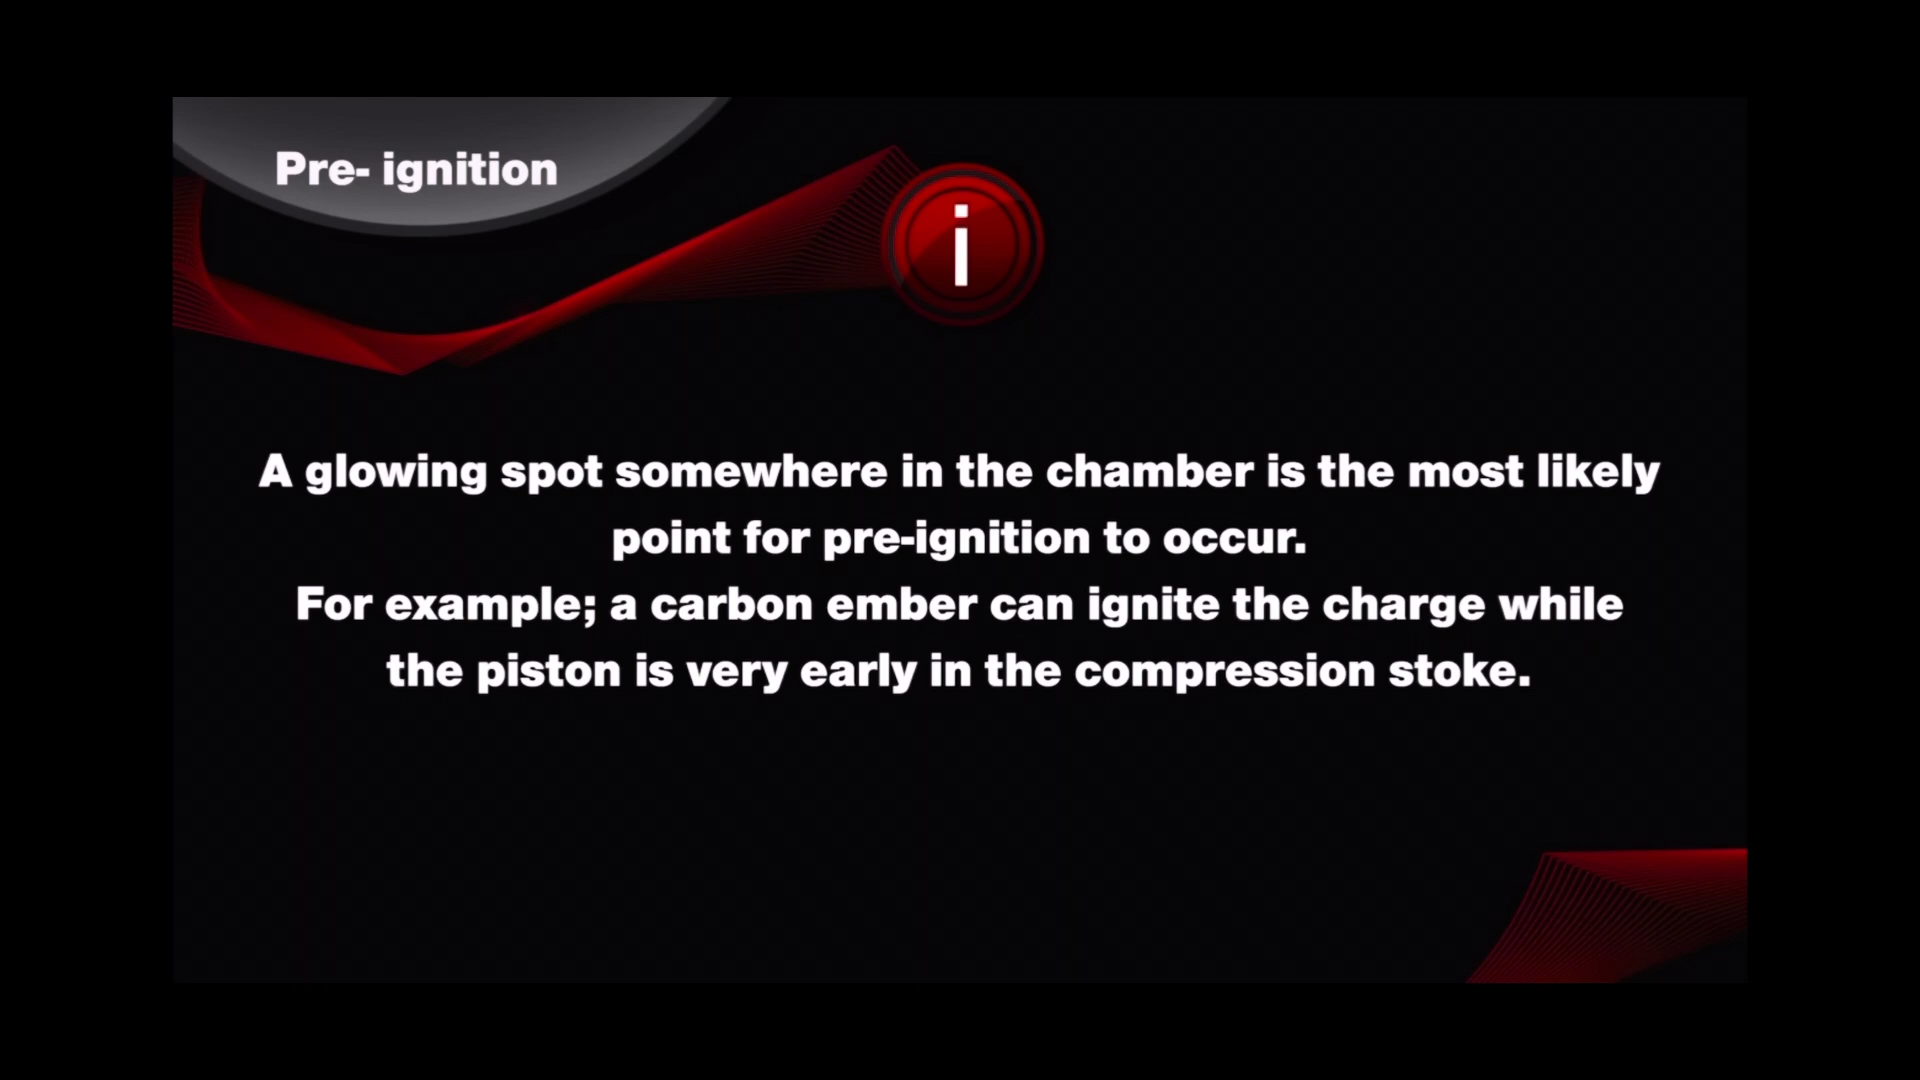 Pre- ignition
i
A glowing spot somewhere in the chamber is the most likely
point for pre-ignition to occur.
For example; a carbon ember can ignite the charge while
the piston is very early in the compression stoke.